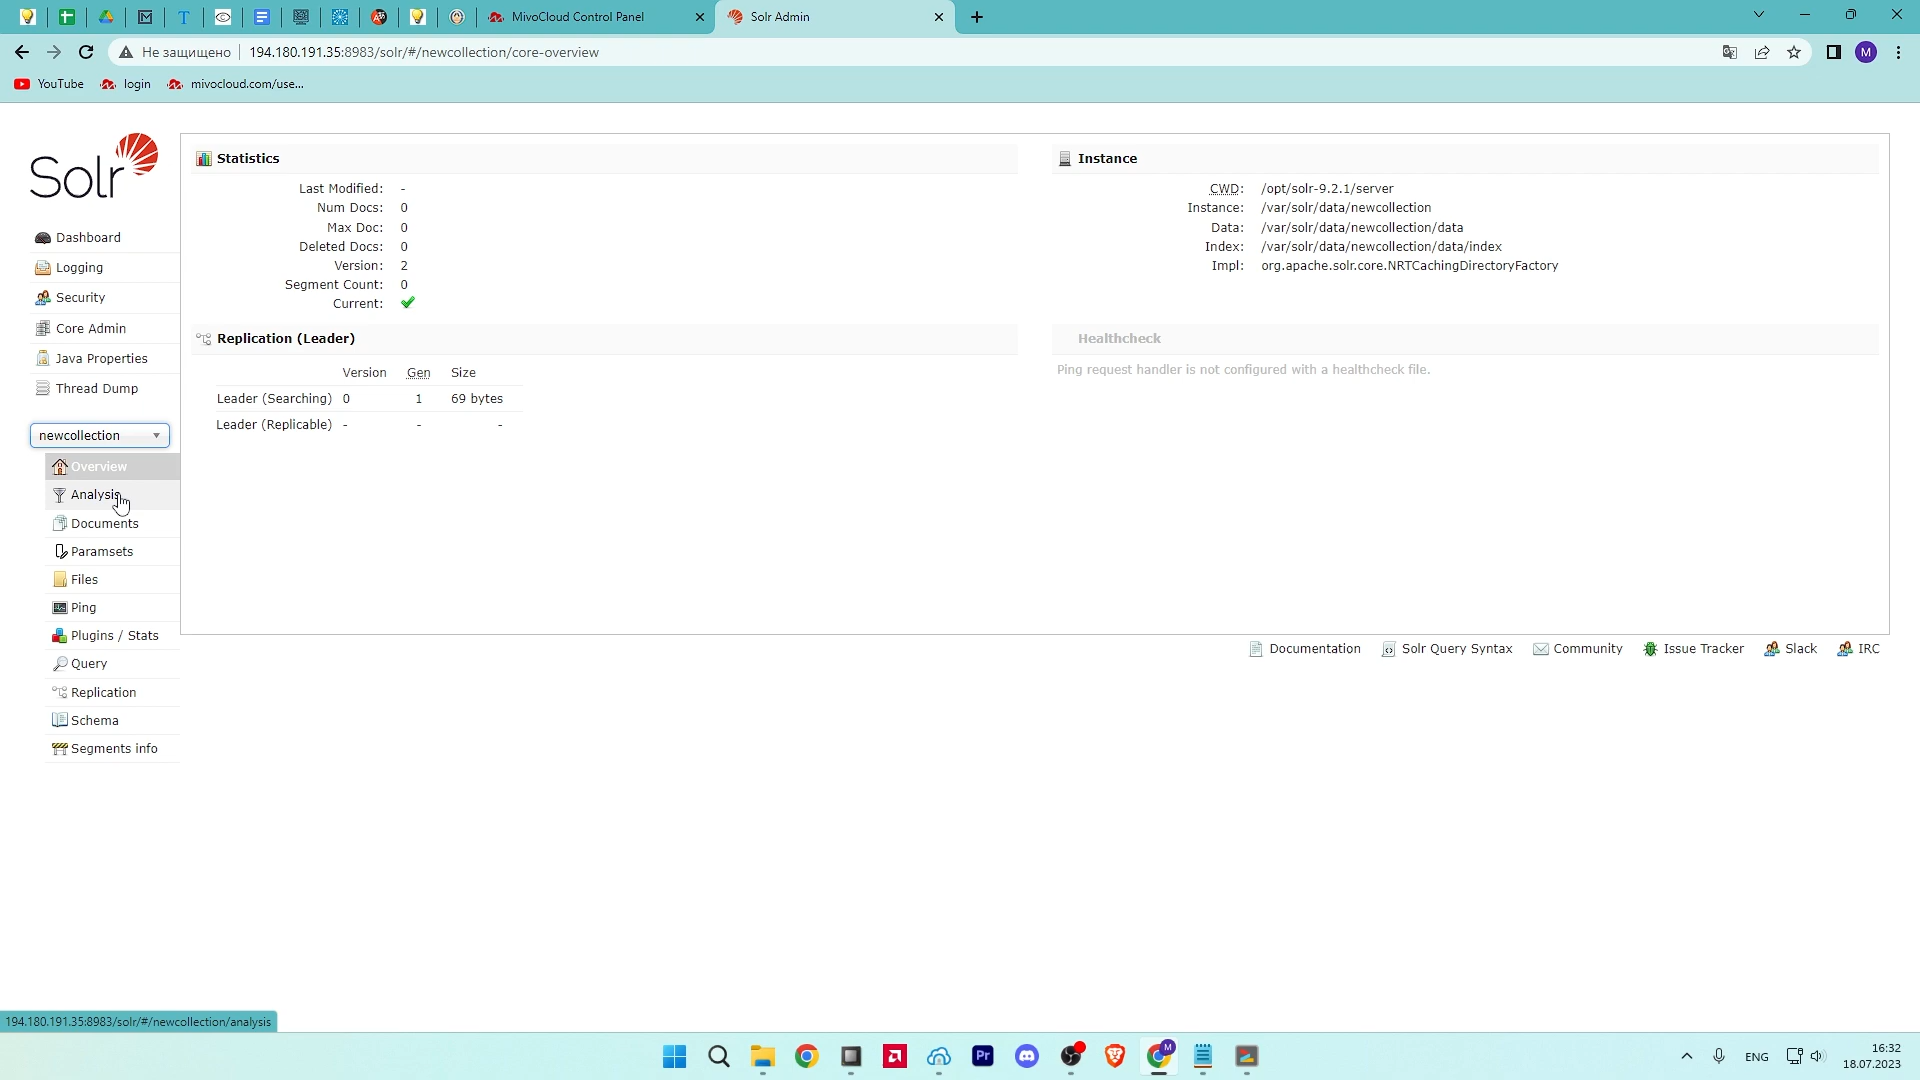 MivoCloud Control Panel
Solr Admin
Не защищено
194.180.191.35:8983/solr/#/newcollection/core-overview
M
YouTube
login
mivocloud.com/use...
Solr
Dashboard
Logging
Security
Core Admin
Java Properties
Thread Dump
newcollection
Overview
Analysis
Documents
Paramsets
Files
Ping
Plugins / Stats
Query
Replication
Schema
Segments info
Statistics
Last Modified: -
Num Docs: 0
Max Doc: 0
Deleted Docs: 0
Version: 2
Segment Count: 0
Current:
Replication (Leader)
Version Gen Size
Leader (Searching) 0 1 69 bytes
Leader (Replicable) - - -
Instance
CWD: /opt/solr-9.2.1/server
Instance: /var/solr/data/newcollection
Data: /var/solr/data/newcollection/data
Index: /var/solr/data/newcollection/data/index
Impl: org.apache.solr.core.NRTCachingDirectoryFactory
Healthcheck
Ping request handler is not configured with a healthcheck file.
Documentation
Solr Query Syntax
Community
Issue Tracker
Slack
IRC
194.180.191.35:8983/solr/#/newcollection/analysis
Pr
M
ENG
16:32
18.07.2023